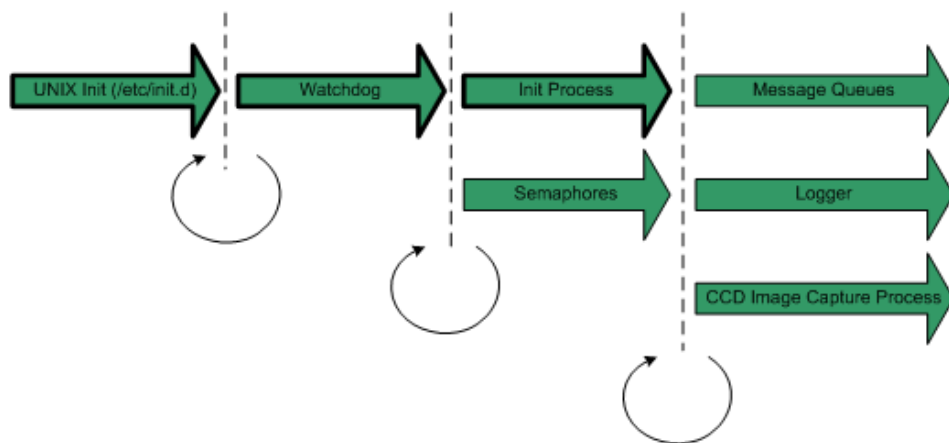 UNIX Init (/etc/init.d)
Watchdog
Init Process
Message Queues
Semaphores
Logger
CCD Image Capture Process